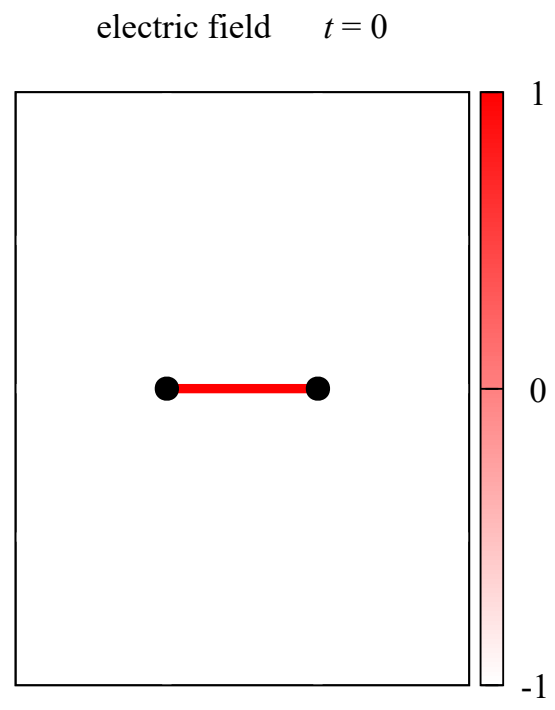 electric field t = 0
1
0
-1